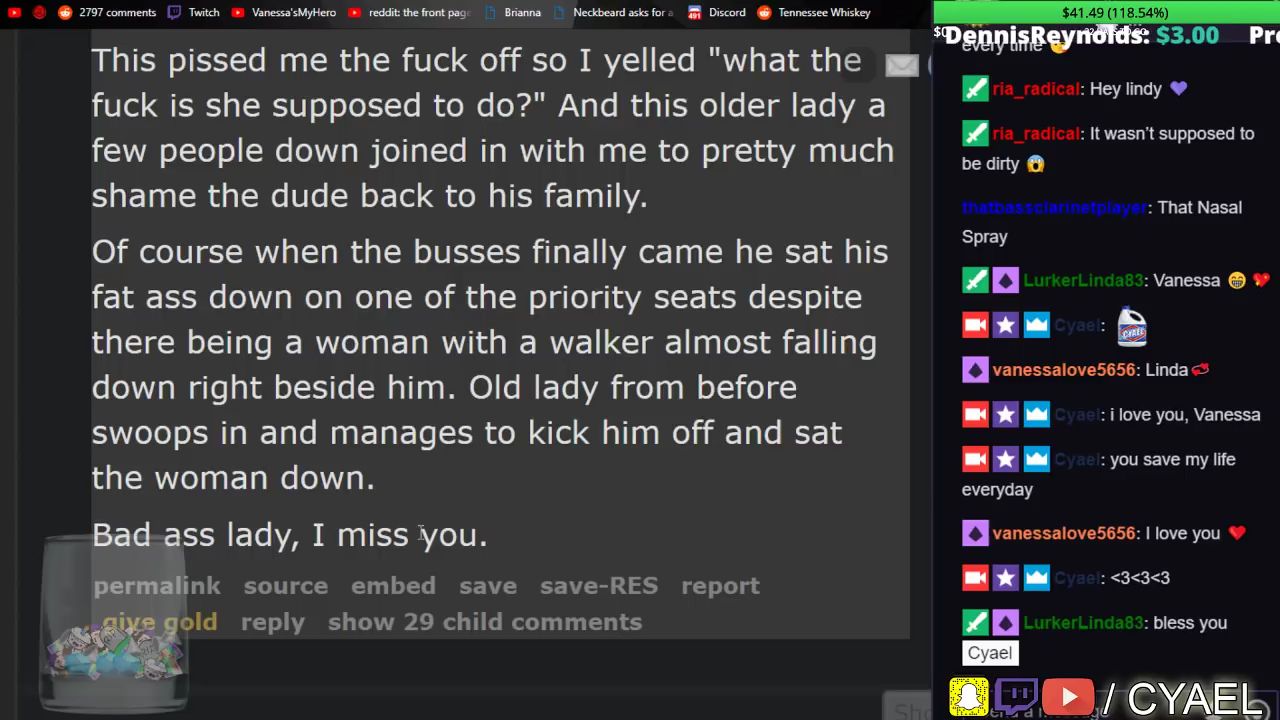 2797 comments Twitch Vanessa'sMyHero reddit: the front page Brianna Neckbeard asks for a Discord Tennessee Whiskey
This pissed me the fuck off so I yelled "what the
fuck is she supposed to do?" And this older lady a
few people down joined in with me to pretty much
shame the dude back to his family.
Of course when the busses finally came he sat his
fat ass down on one of the priority seats despite
there being a woman with a walker almost falling
down right beside him. Old lady from before
swoops in and manages to kick him off and sat
the woman down.
Bad ass lady, I miss you.
permalink source embed save save-RES report
give gold reply show 29 child comments
$41.49 (118.54%)
DennisReynolds: $3.00
every time
ria_radical: Hey lindy
ria_radical: It wasn't supposed to
be dirty
thatbassclarinetplayer: That Nasal
Spray
LurkerLinda83: Vanessa
Cyael:
CYAEL
vanessalove5656: Linda
Cyael: i love you, Vanessa
Cyael: you save my life
everyday
vanessalove5656: I love you
Cyael: <3<3<3
LurkerLinda83: bless you
Cyael
/ CYAEL